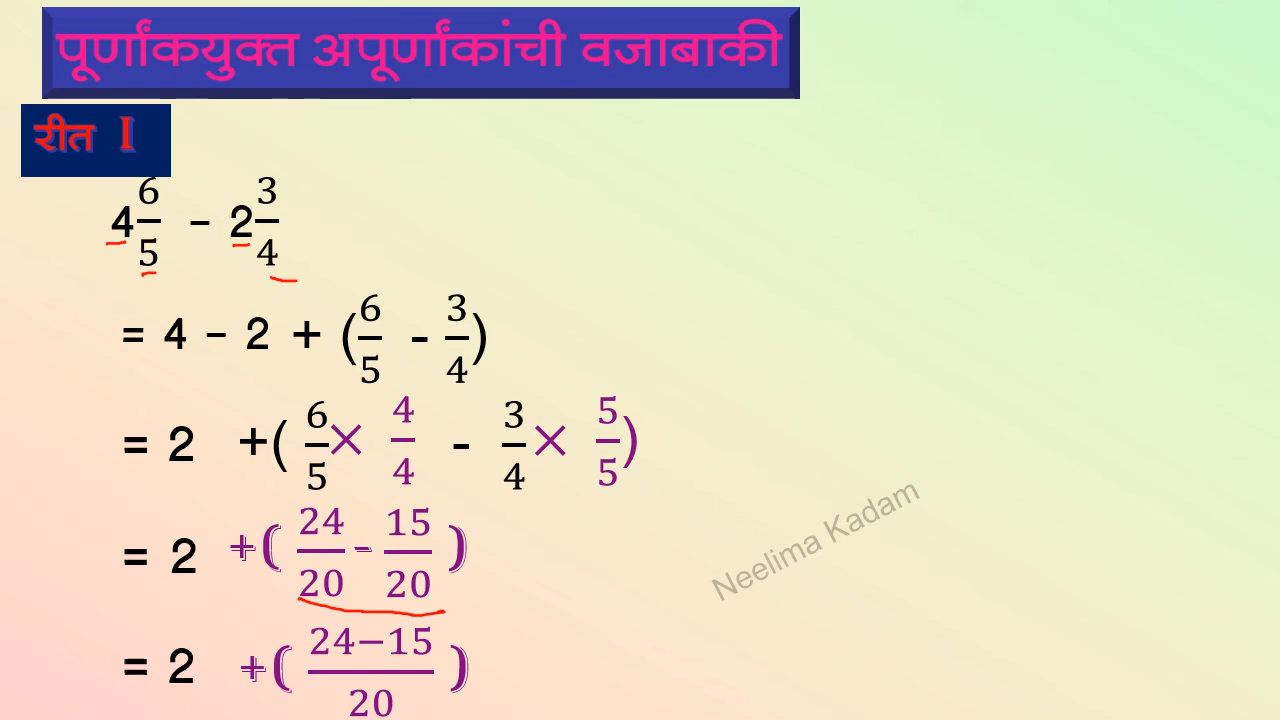 पूर्णांकयुक्त अपूर्णांकांची वजाबाकी
रीत I
4 6/5 - 2 3/4
= 4 - 2 + (6/5 - 3/4)
= 2 +( 6/5 × 4/4 - 3/4 × 5/5)
= 2 +( 24/20 - 15/20 )
= 2 +( 24-15/20 )
Neelima Kadam